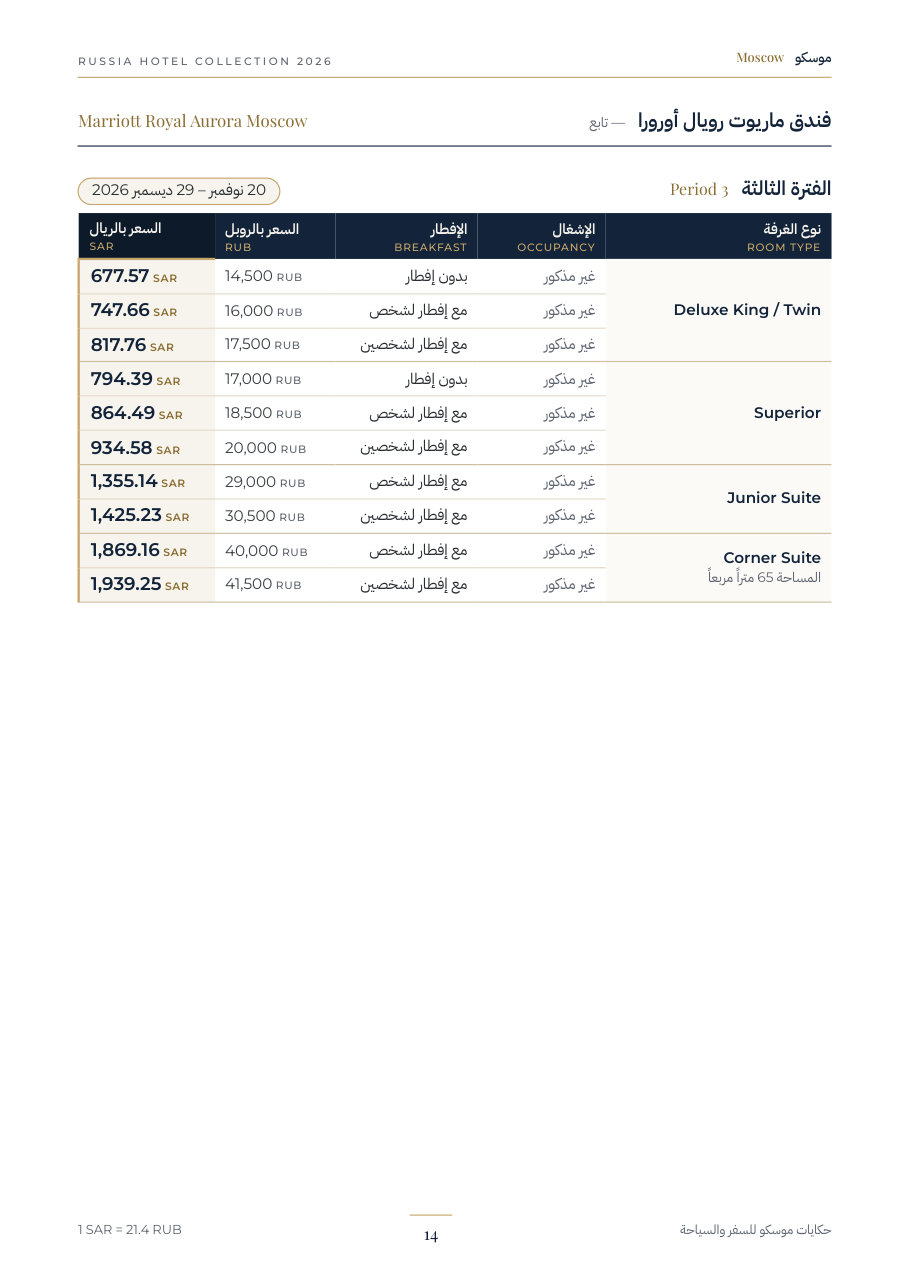 RUSSIA HOTEL COLLECTION 2026
موسكو Moscow
فندق ماريوت رويال أورورا — تابع
Marriott Royal Aurora Moscow
الفترة الثالثة Period 3
20 نوفمبر – 29 ديسمبر 2026
نوع الغرفة الإشغال الإفطار السعر بالروبل السعر بالريال
ROOM TYPE OCCUPANCY BREAKFAST RUB SAR
Deluxe King / Twin
غير مذكور بدون إفطار 14,500 RUB 677.57 SAR
غير مذكور مع إفطار لشخص 16,000 RUB 747.66 SAR
غير مذكور مع إفطار لشخصين 17,500 RUB 817.76 SAR
Superior
غير مذكور بدون إفطار 17,000 RUB 794.39 SAR
غير مذكور مع إفطار لشخص 18,500 RUB 864.49 SAR
غير مذكور مع إفطار لشخصين 20,000 RUB 934.58 SAR
Junior Suite
غير مذكور مع إفطار لشخص 29,000 RUB 1,355.14 SAR
غير مذكور مع إفطار لشخصين 30,500 RUB 1,425.23 SAR
Corner Suite
المساحة 65 متراً مربعاً
غير مذكور مع إفطار لشخص 40,000 RUB 1,869.16 SAR
غير مذكور مع إفطار لشخصين 41,500 RUB 1,939.25 SAR
حكايات موسكو للسفر والسياحة
14
1 SAR = 21.4 RUB